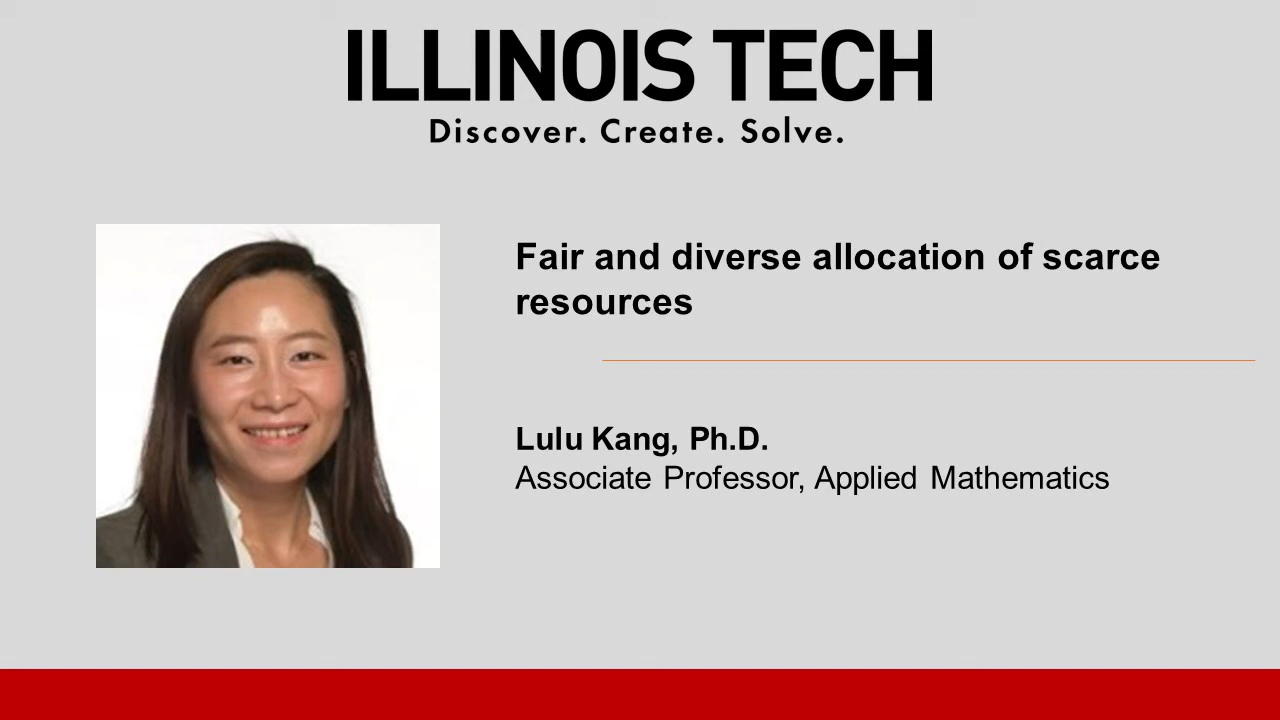 ILLINOIS TECH
Discover. Create. Solve.
Fair and diverse allocation of scarce
resources
Lulu Kang, Ph.D.
Associate Professor, Applied Mathematics